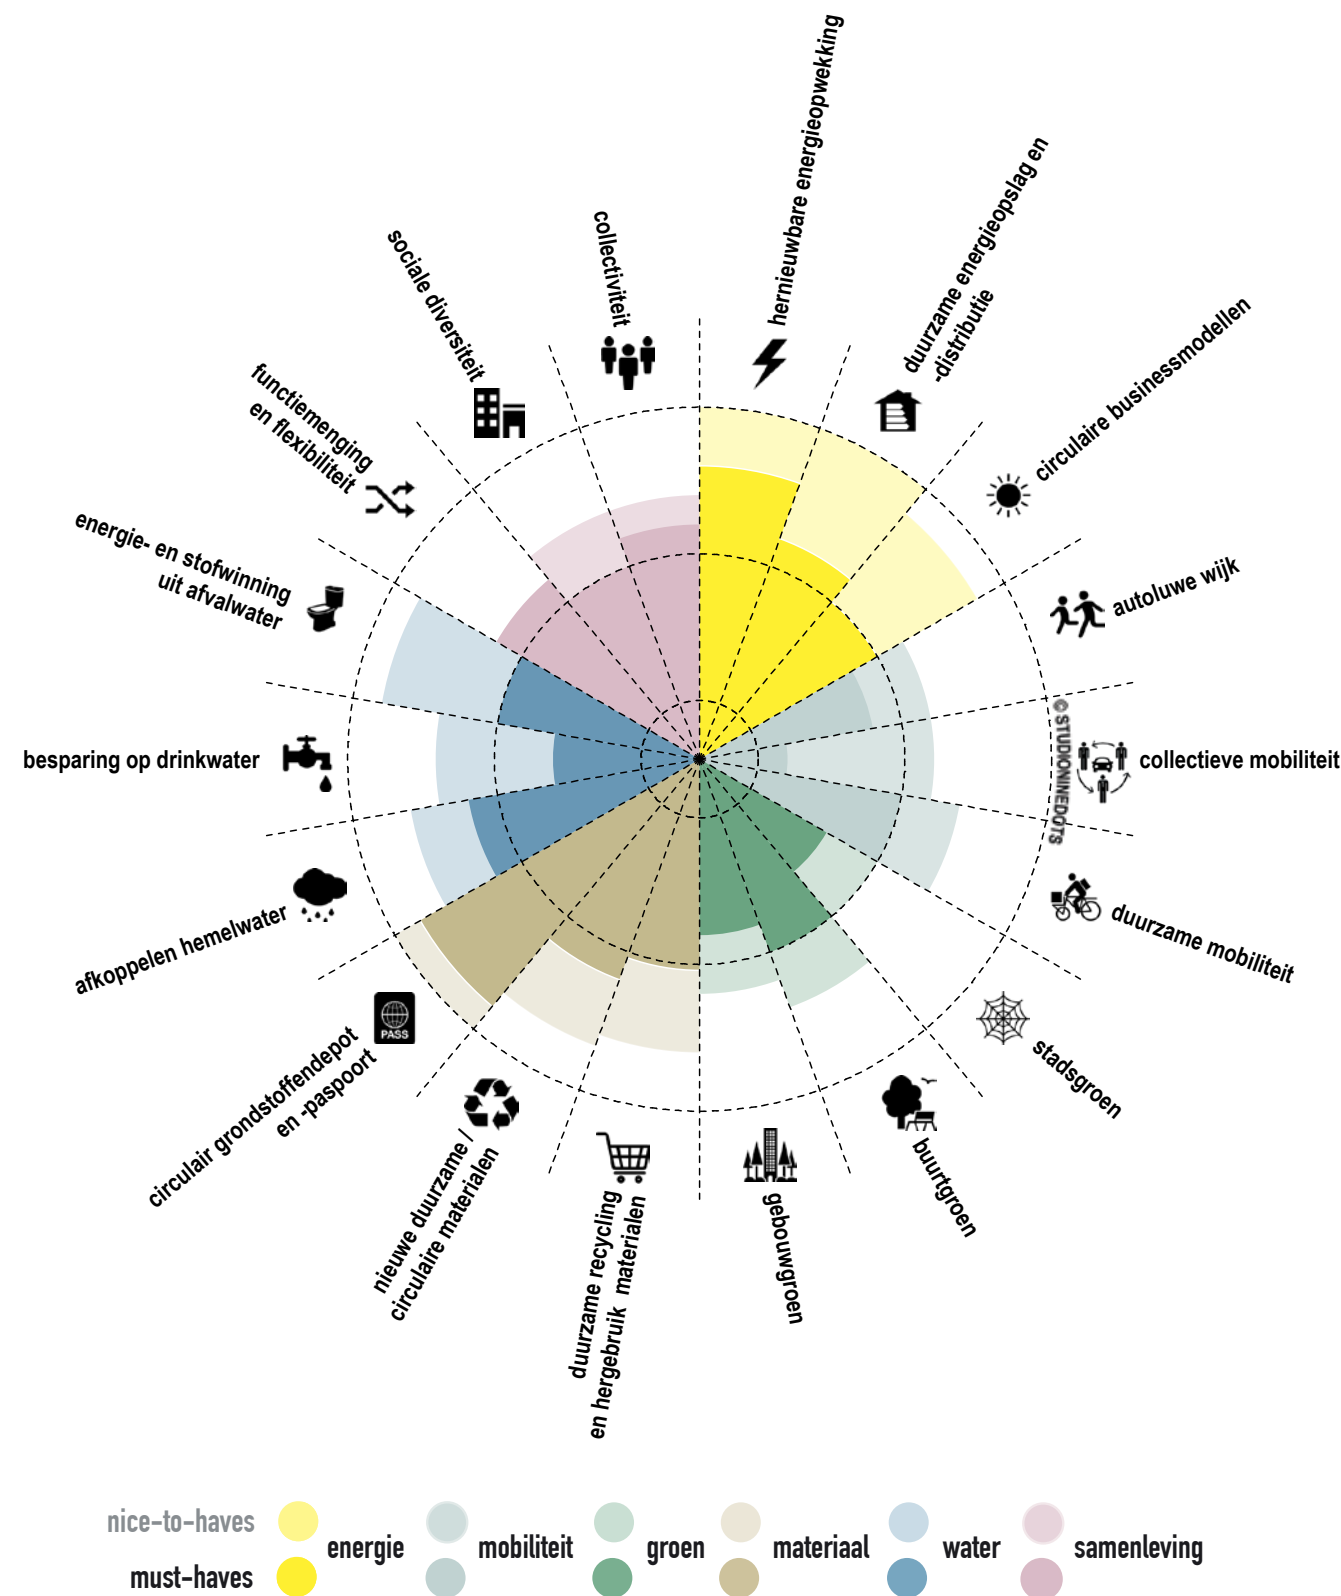 hernieuwbare energieopwekking
duurzame energieopslag en
-distributie
circulaire businessmodellen
autoluwe wijk
collectieve mobiliteit
©STUDIONINEDOTS
duurzame mobiliteit
stadsgroen
buurtgroen
gebouwgroen
duurzame recycling
en hergebruik materialen
nieuwe duurzame /
circulaire materialen
circulair grondstoffendepot
en -paspoort
PASS
afkoppelen hemelwater
besparing op drinkwater
energie- en stofwinning
uit afvalwater
functiemenging
en flexibiliteit
sociale diversiteit
collectiviteit
nice-to-haves
must-haves
energie
mobiliteit
groen
materiaal
water
samenleving